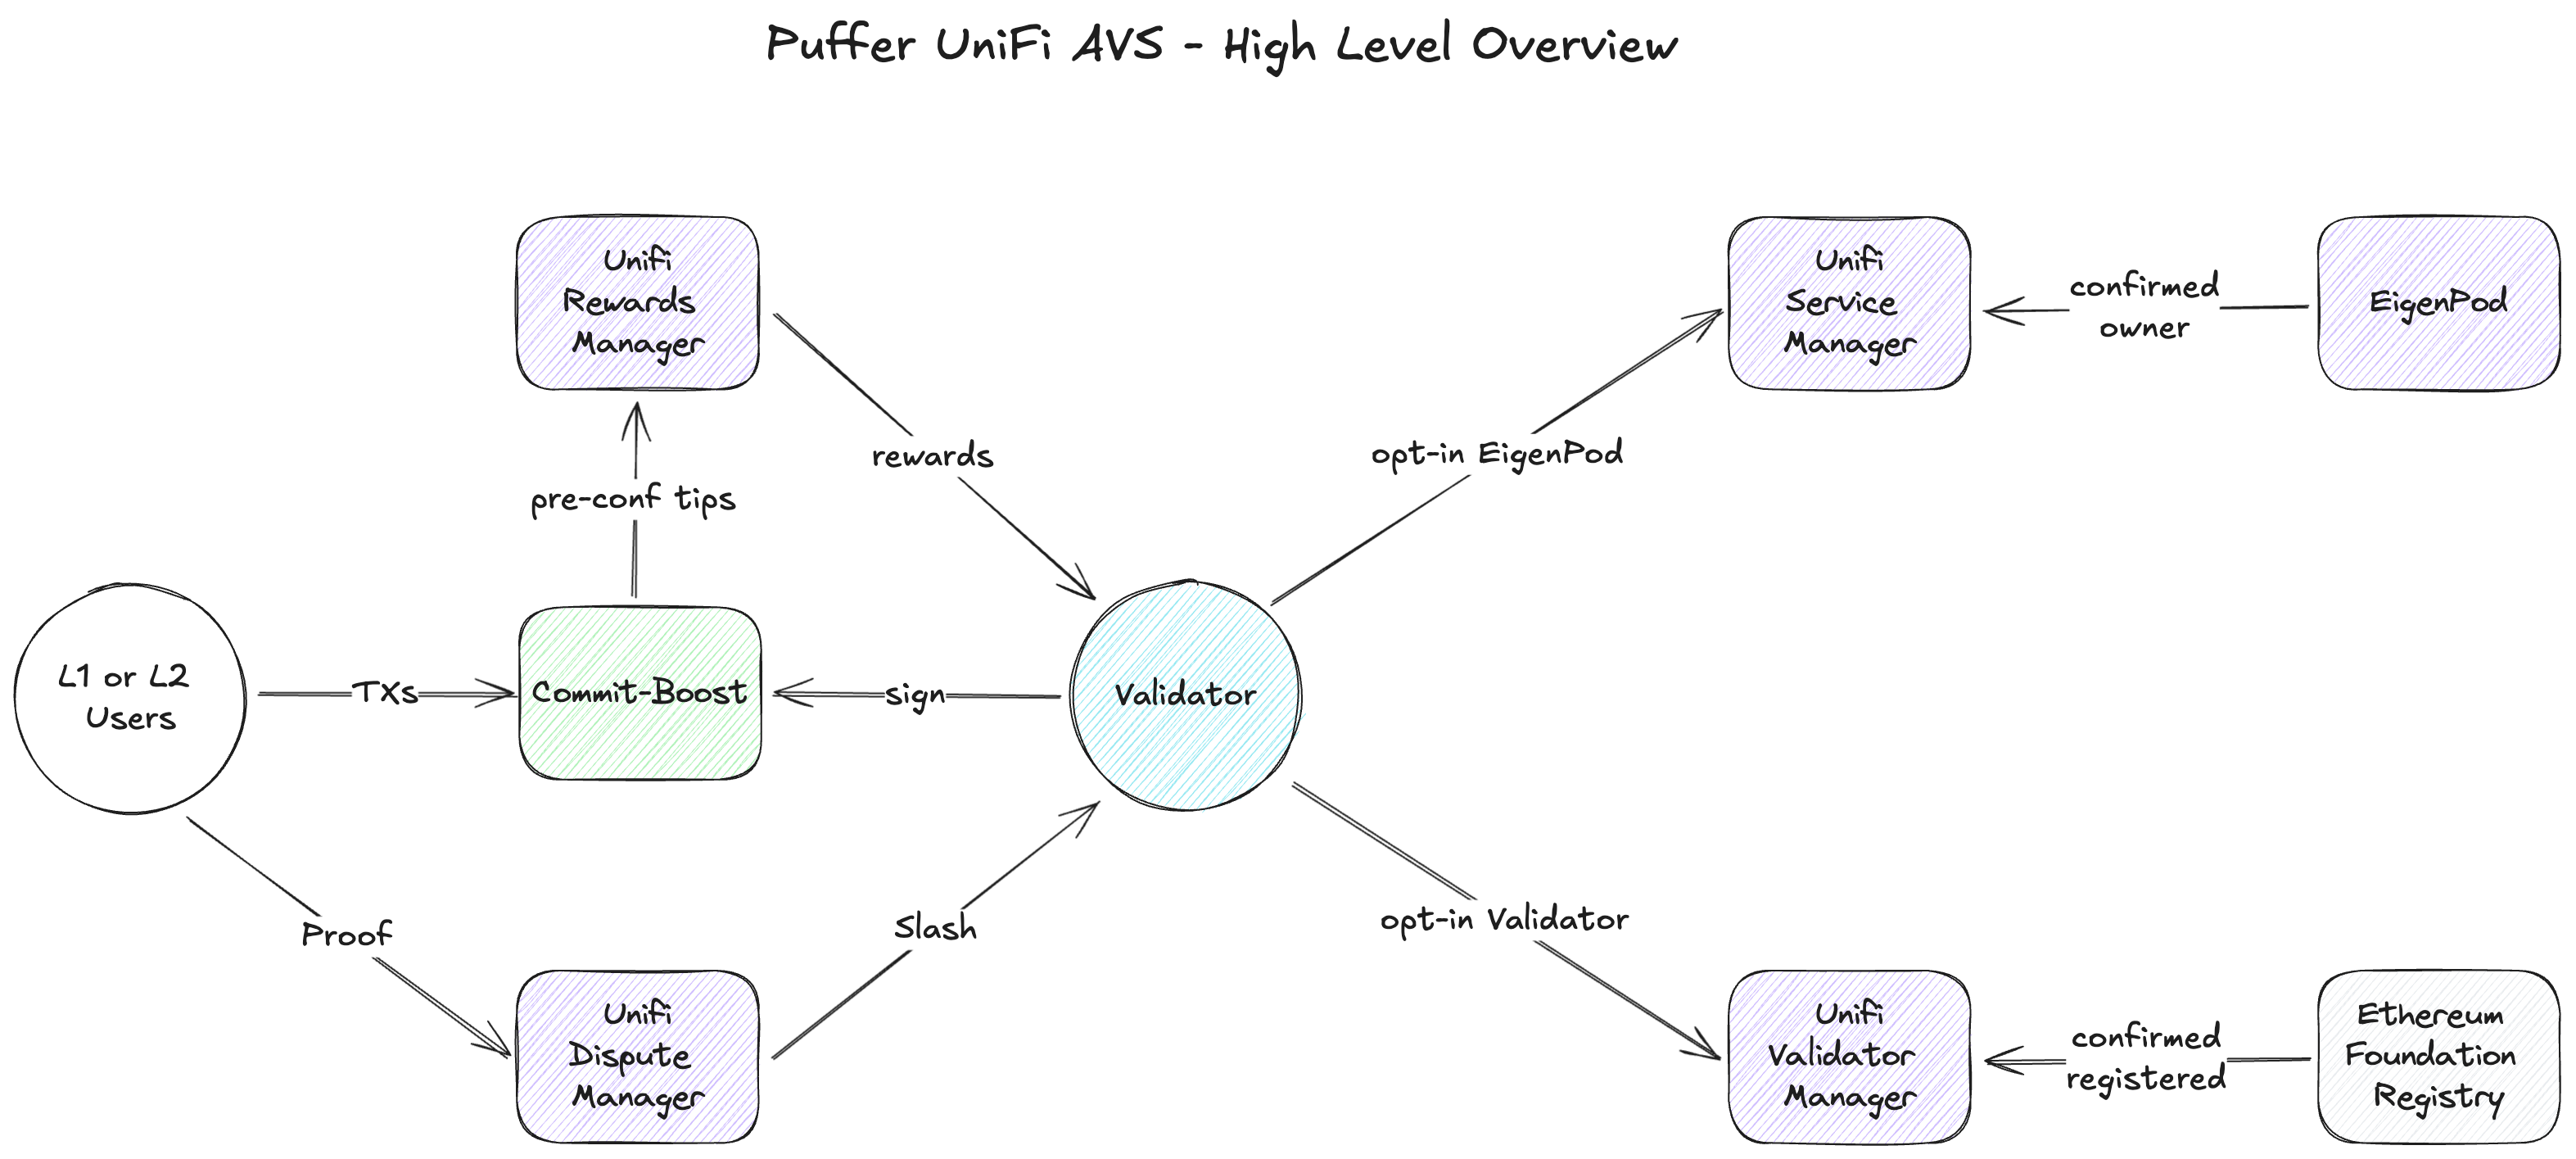 Puffer UniFi AVS - High Level Overview
Unifi
Rewards
Manager
Unifi
Service
Manager
confirmed
owner
EigenPod
rewards
opt-in EigenPod
pre-conf tips
L1 or L2
Users
TXs
Commit-Boost
sign
Validator
Proof
Slash
opt-in Validator
Unifi
Dispute
Manager
Unifi
Validator
Manager
confirmed
registered
Ethereum
Foundation
Registry